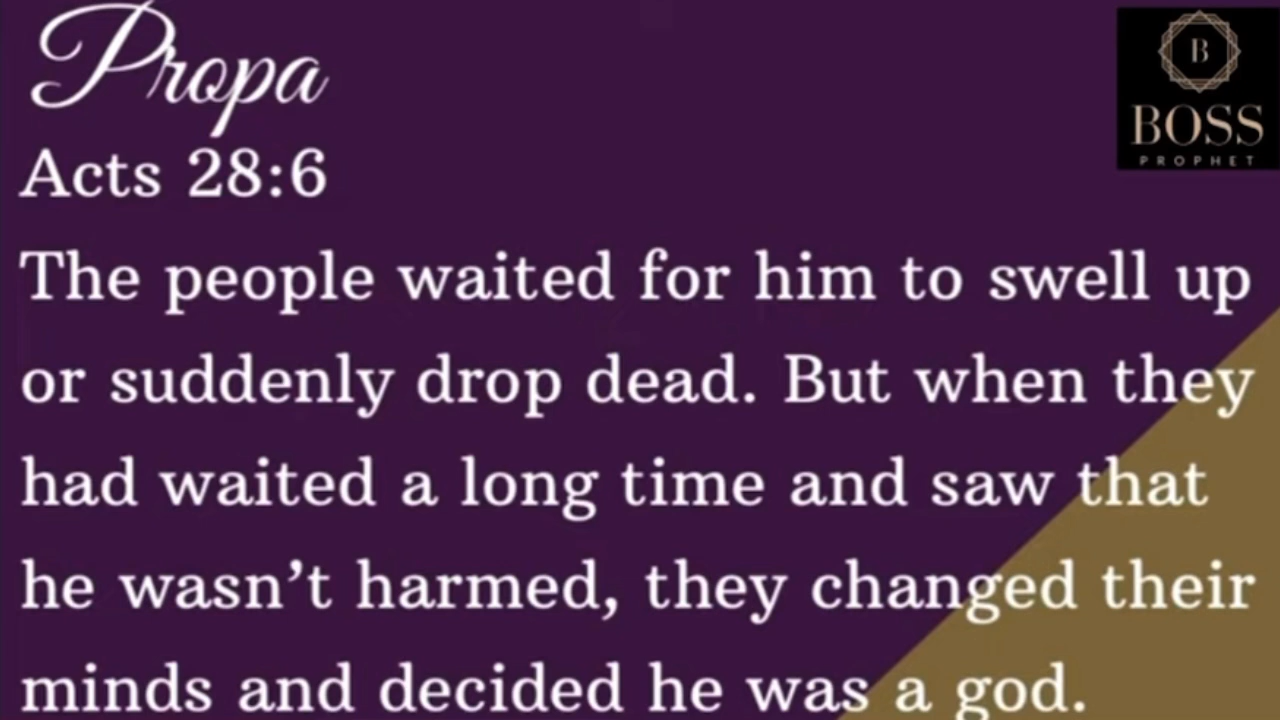 Propa
B
BOSS
PROPHET
Acts 28:6
The people waited for him to swell up
or suddenly drop dead. But when they
had waited a long time and saw that
he wasn’t harmed, they changed their
minds and decided he was a god.